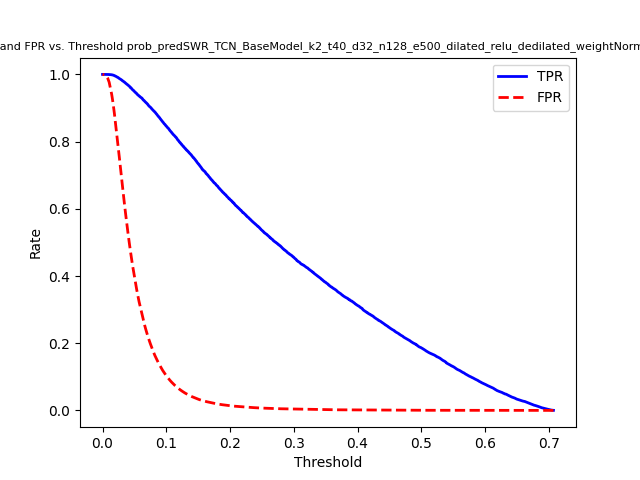 and FPR vs. Threshold prob_predSWR_TCN_BaseModel_k2_t40_d32_n128_e500_dilated_relu_dedilated_weightNorm
TPR
FPR
1.0
0.8
0.6
0.4
0.2
0.0
Rate
0.0 0.1 0.2 0.3 0.4 0.5 0.6 0.7
Threshold